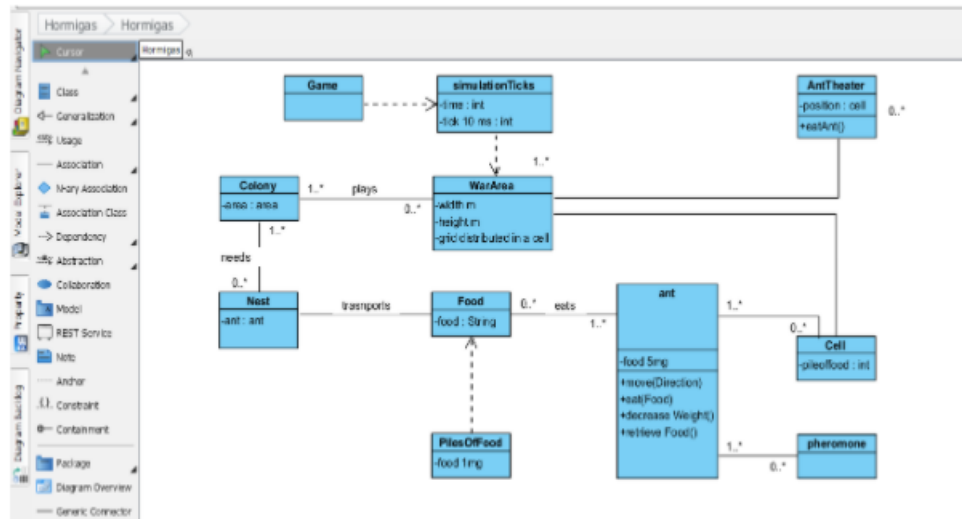 Hormigas Hormigas
Diagram Navigator
Model Explorer
Property
Diagram Backlog
Cursor
Class
Generalization
Usage
Association
N-ary Association
Association Class
Dependency
Abstraction
Collaboration
Model
REST Service
Note
Anchor
Constraint
Containment
Package
Diagram Overview
Generic Connector
Hormigas
Game
simulationTicks
-time : int
-tick 10 ms : int
AntTheater
-position : cell
+eatAnt()
0..*
1..*
Colony
-area : area
1..*
plays
0..*
WarArea
-width m
-height m
-grid distributed in a cell
1..*
needs
0..*
Nest
-ant : ant
trasnports
Food
-food : String
0..*
eats
1..*
ant
-food 5mg
+move(Direction)
+eat(Food)
+decrease Weight()
+retrieve Food()
1..*
0..*
Cell
-pileoffood : int
PilesOfFood
-food 1mg
1..*
0..*
pheromone